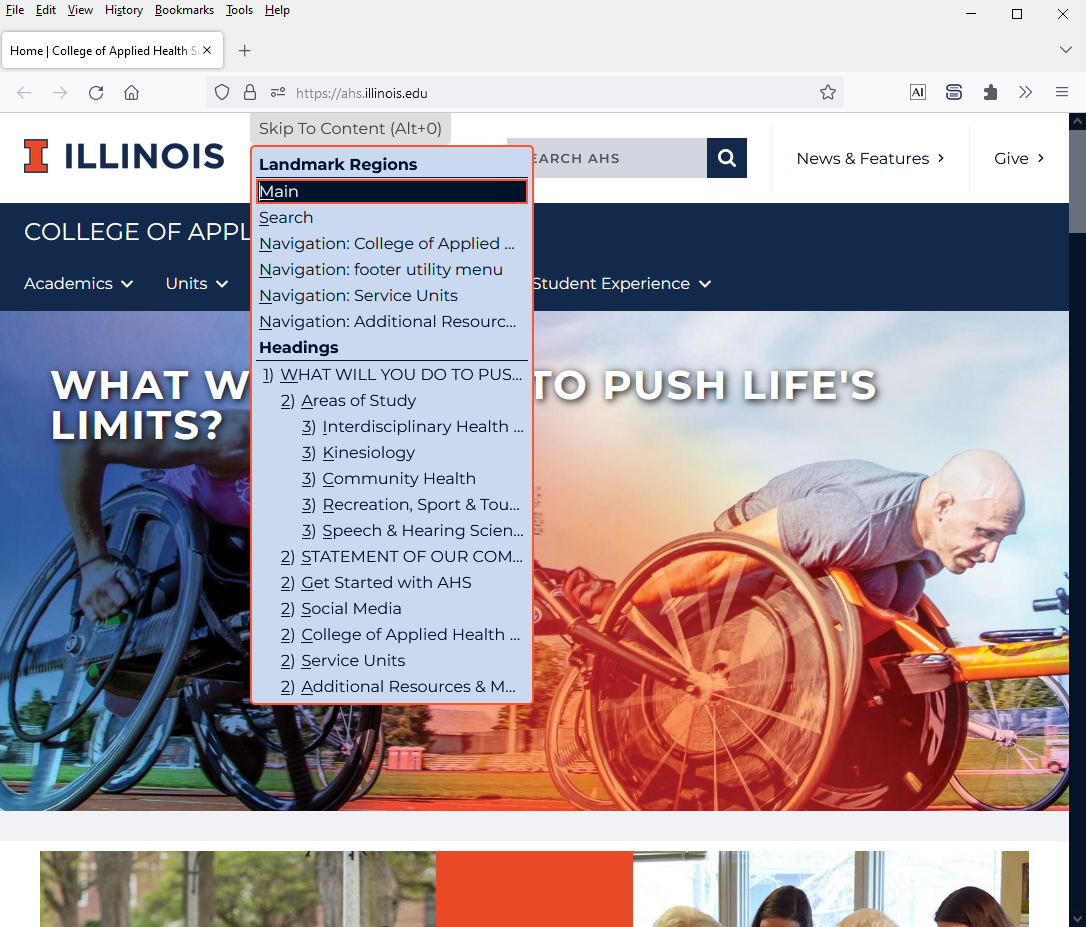 File Edit View History Bookmarks Tools Help
Home | College of Applied Health S
https://ahs.illinois.edu
AI
Skip To Content (Alt+0)
I ILLINOIS
EARCH AHS
News & Features
Give
Landmark Regions
Main
Search
Navigation: College of Applied ...
Navigation: footer utility menu
Navigation: Service Units
Navigation: Additional Resourc...
Headings
1) WHAT WILL YOU DO TO PUS...
2) Areas of Study
3) Interdisciplinary Health ...
3) Kinesiology
3) Community Health
3) Recreation, Sport & Tou...
3) Speech & Hearing Scien...
2) STATEMENT OF OUR COM...
2) Get Started with AHS
2) Social Media
2) College of Applied Health ...
2) Service Units
2) Additional Resources & M...
COLLEGE OF APPL
Academics Units Student Experience
WHAT W TO PUSH LIFE'S
LIMITS?